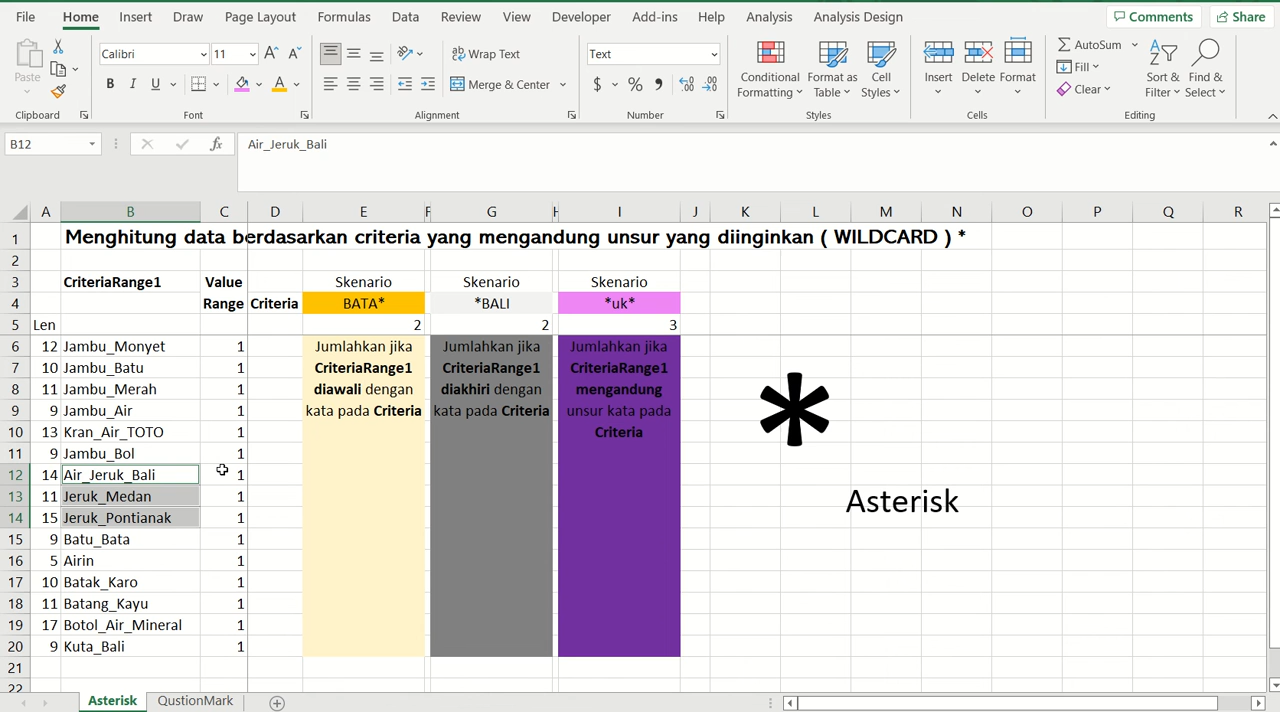 File Home Insert Draw Page Layout Formulas Data Review View Developer Add-ins Help Analysis Analysis Design Comments Share
Calibri 11 Wrap Text Text AutoSum
Paste B I U Merge & Center $ % , Conditional Formatting Format as Table Cell Styles Insert Delete Format Fill Clear Sort & Filter Find & Select
Clipboard Font Alignment Number Styles Cells Editing
B12 fx Air_Jeruk_Bali
A B C D E F G H I J K L M N O P Q R
1 Menghitung data berdasarkan criteria yang mengandung unsur yang diinginkan ( WILDCARD ) *
2
3 CriteriaRange1 Value Skenario Skenario Skenario
4 Range Criteria BATA* *BALI *uk*
5 Len 2 2 3
6 12 Jambu_Monyet 1 Jumlahkan jika Jumlahkan jika Jumlahkan jika
7 10 Jambu_Batu 1 CriteriaRange1 CriteriaRange1 CriteriaRange1
8 11 Jambu_Merah 1 diawali dengan diakhiri dengan mengandung
9 9 Jambu_Air 1 kata pada Criteria kata pada Criteria unsur kata pada *
10 13 Kran_Air_TOTO 1 Criteria
11 9 Jambu_Bol 1
12 14 Air_Jeruk_Bali 1
13 11 Jeruk_Medan 1 Asterisk
14 15 Jeruk_Pontianak 1
15 9 Batu_Bata 1
16 5 Airin 1
17 10 Batak_Karo 1
18 11 Batang_Kayu 1
19 17 Botol_Air_Mineral 1
20 9 Kuta_Bali 1
21
22
Asterisk QustionMark